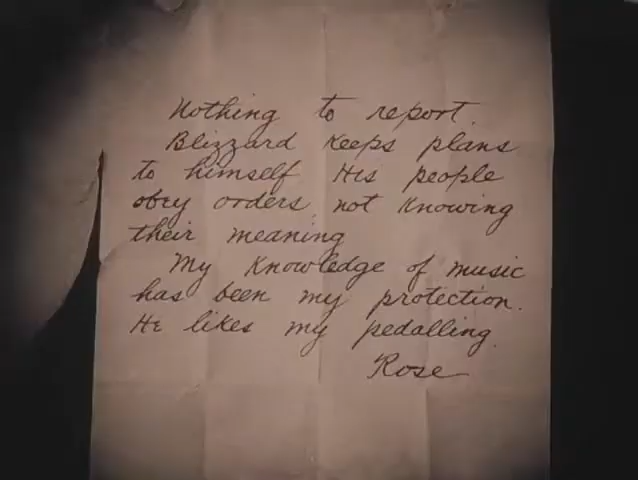 Nothing to report.
Blizzard keeps plans
to himself His people
obey orders, not knowing
their meaning
My knowledge of music
has been my protection.
He likes my pedalling.
Rose